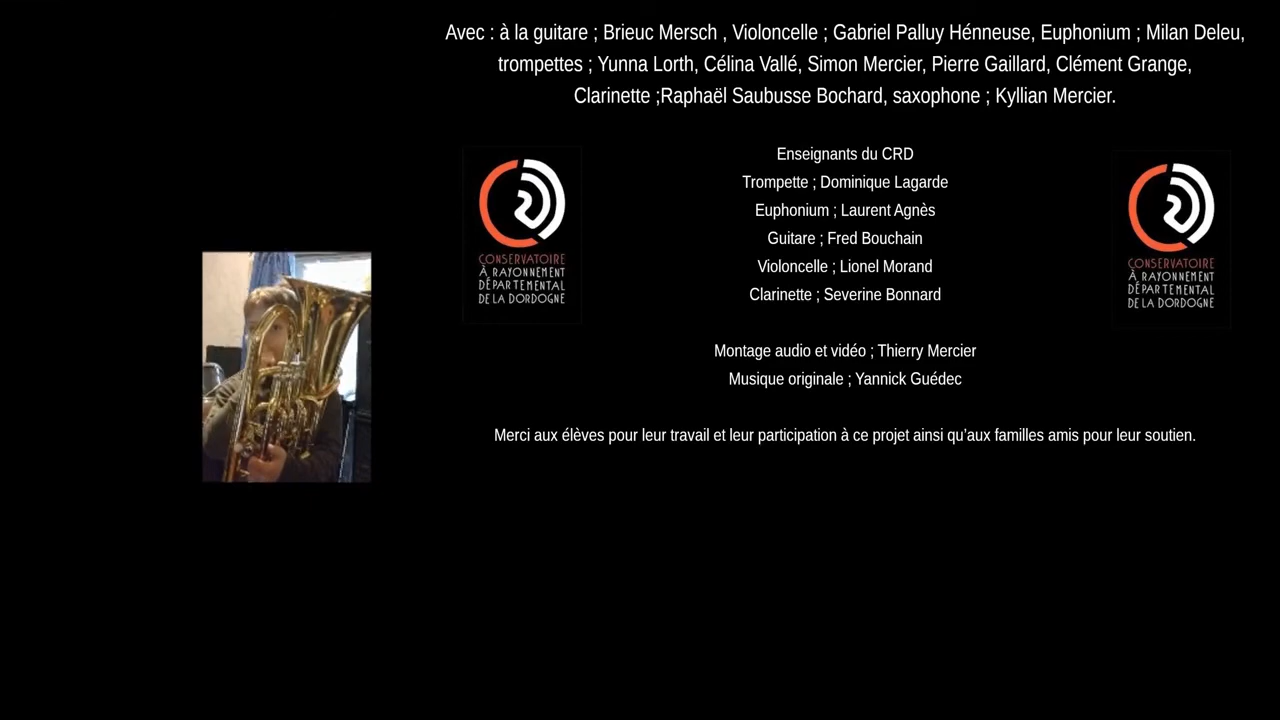 Avec : à la guitare ; Brieuc Mersch , Violoncelle ; Gabriel Palluy Hénneuse, Euphonium ; Milan Deleu,
trompettes ; Yunna Lorth, Célina Vallé, Simon Mercier, Pierre Gaillard, Clément Grange,
Clarinette ;Raphaël Saubusse Bochard, saxophone ; Kyllian Mercier.
Enseignants du CRD
Trompette ; Dominique Lagarde
Euphonium ; Laurent Agnès
Guitare ; Fred Bouchain
Violoncelle ; Lionel Morand
Clarinette ; Severine Bonnard
CONSERVATOIRE
À RAYONNEMENT
DÉPARTEMENTAL
DE LA DORDOGNE
CONSERVATOIRE
À RAYONNEMENT
DÉPARTEMENTAL
DE LA DORDOGNE
Montage audio et vidéo ; Thierry Mercier
Musique originale ; Yannick Guédec
Merci aux élèves pour leur travail et leur participation à ce projet ainsi qu'aux familles amis pour leur soutien.